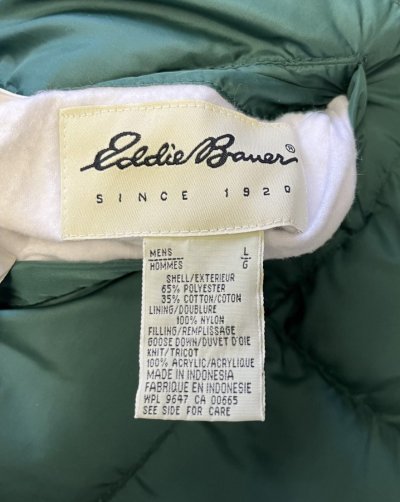 Eddie Bauer®
SINCE 1920
MENS L
HOMMES G
SHELL/EXTERIEUR
65% POLYESTER
35% COTTON/COTON
LINING/DOUBLURE
100% NYLON
FILLING/REMPLISSAGE
GOOSE DOWN/DUVET D'OIE
KNIT/TRICOT
100% ACRYLIC/ACRYLIQUE
MADE IN INDONESIA
FABRIQUE EN INDONESIA
WPL 9647 CA 00665
SEE SIDE FOR CARE